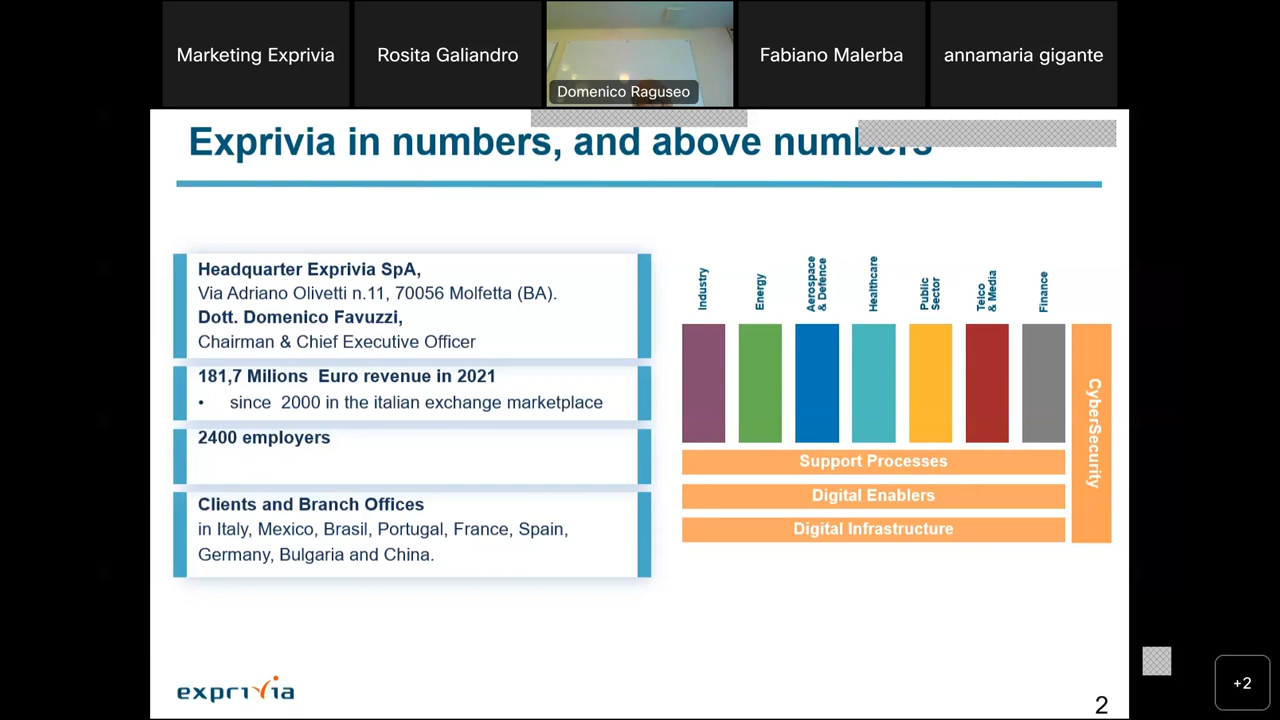 Marketing Exprivia
Rosita Galiandro
Domenico Raguseo
Fabiano Malerba
annamaria gigante
Exprivia in numbers, and above numbers
Headquarter Exprivia SpA,
Via Adriano Olivetti n.11, 70056 Molfetta (BA).
Dott. Domenico Favuzzi,
Chairman & Chief Executive Officer
181,7 Milions Euro revenue in 2021
• since 2000 in the italian exchange marketplace
2400 employers
Clients and Branch Offices
in Italy, Mexico, Brasil, Portugal, France, Spain,
Germany, Bulgaria and China.
Industry
Energy
Aerospace
& Defence
Healthcare
Public
Sector
Telco
& Media
Finance
CyberSecurity
Support Processes
Digital Enablers
Digital Infrastructure
exprivia
2
+2